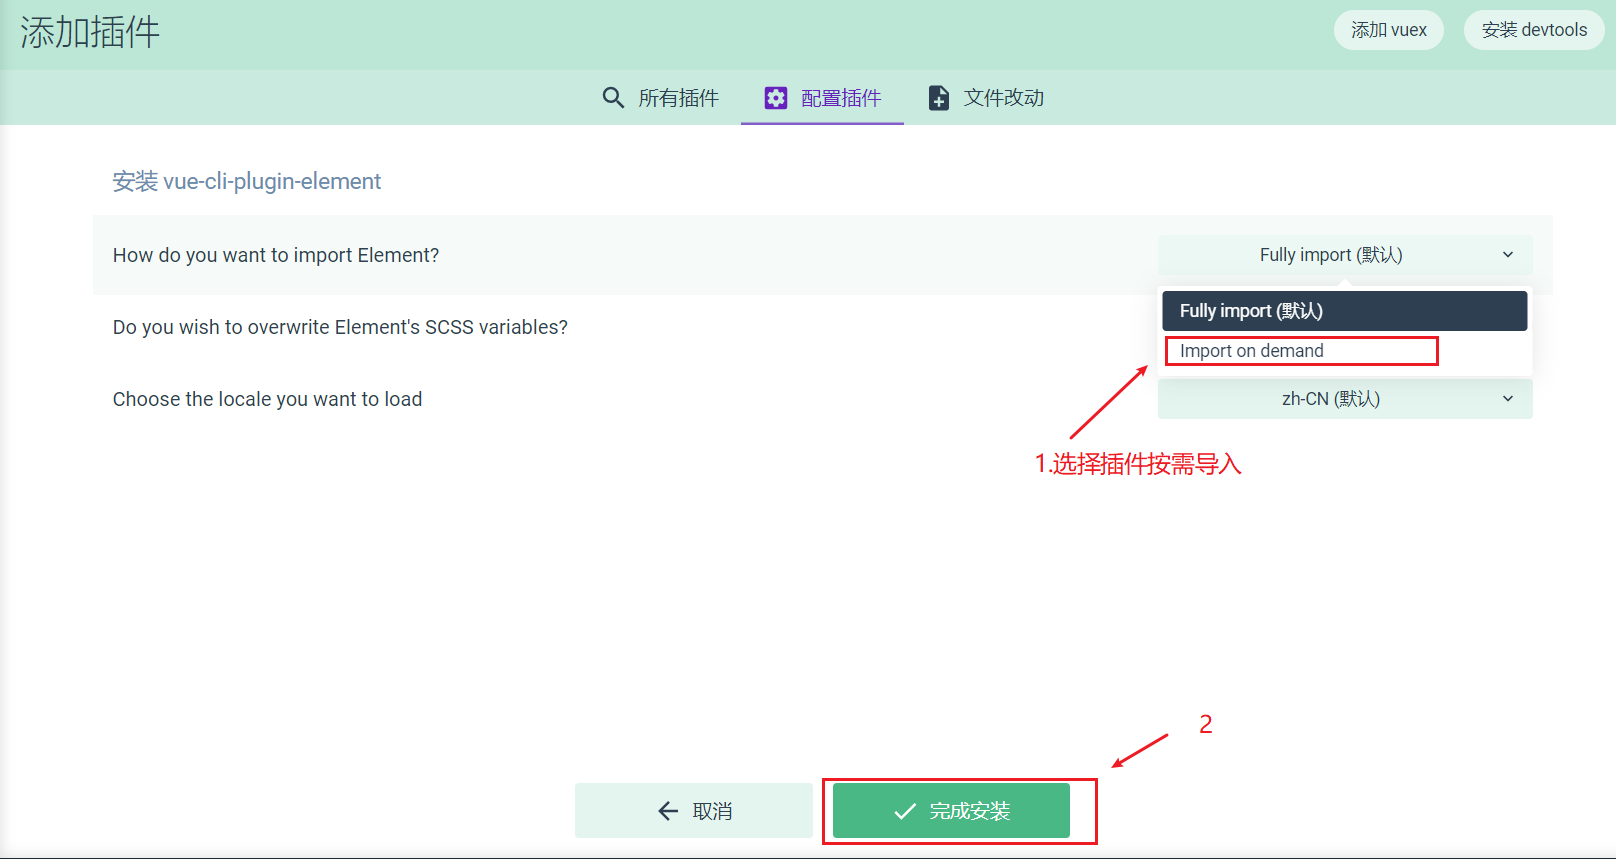 添加插件
添加 vuex
安装 devtools
所有插件
配置插件
文件改动
安装 vue-cli-plugin-element
How do you want to import Element?
Fully import (默认)
Fully import (默认)
Do you wish to overwrite Element's SCSS variables?
Import on demand
Choose the locale you want to load
zh-CN (默认)
1.选择插件按需导入
2
取消
完成安装